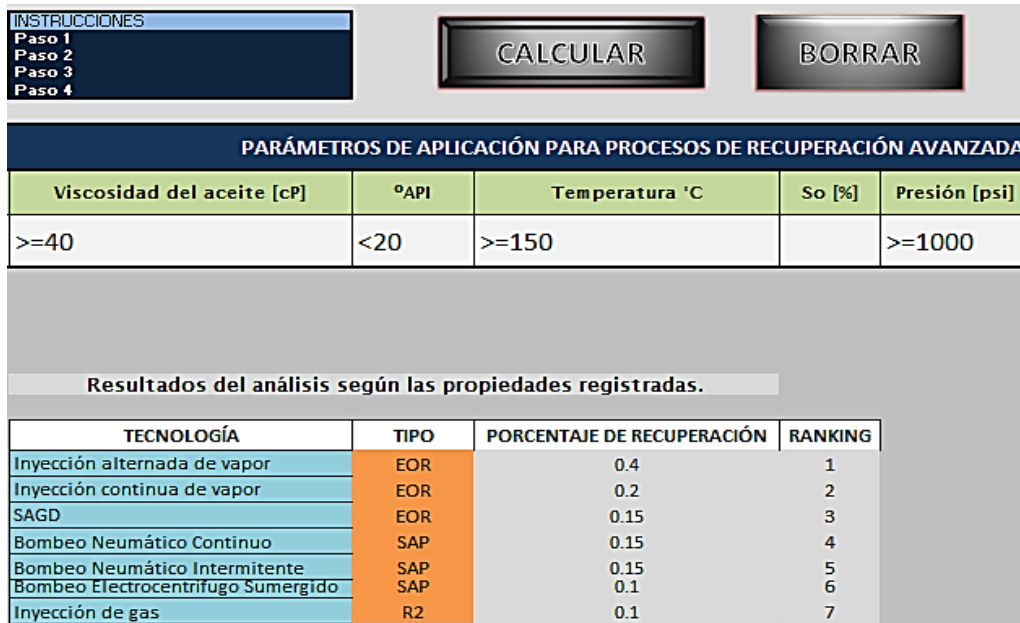 INSTRUCCIONES
Paso 1
Paso 2
Paso 3
Paso 4
CALCULAR
BORRAR
PARÁMETROS DE APLICACIÓN PARA PROCESOS DE RECUPERACIÓN AVANZADA
Viscosidad del aceite [cP] ºAPI Temperatura 'C So [%] Presión [psi]
>=40 <20 >=150 >=1000
Resultados del análisis según las propiedades registradas.
TECNOLOGÍA TIPO PORCENTAJE DE RECUPERACIÓN RANKING
Inyección alternada de vapor EOR 0.4 1
Inyección continua de vapor EOR 0.2 2
SAGD EOR 0.15 3
Bombeo Neumático Continuo SAP 0.15 4
Bombeo Neumático Intermitente SAP 0.15 5
Bombeo Electrocentrifugo Sumergido SAP 0.1 6
Inyección de gas R2 0.1 7